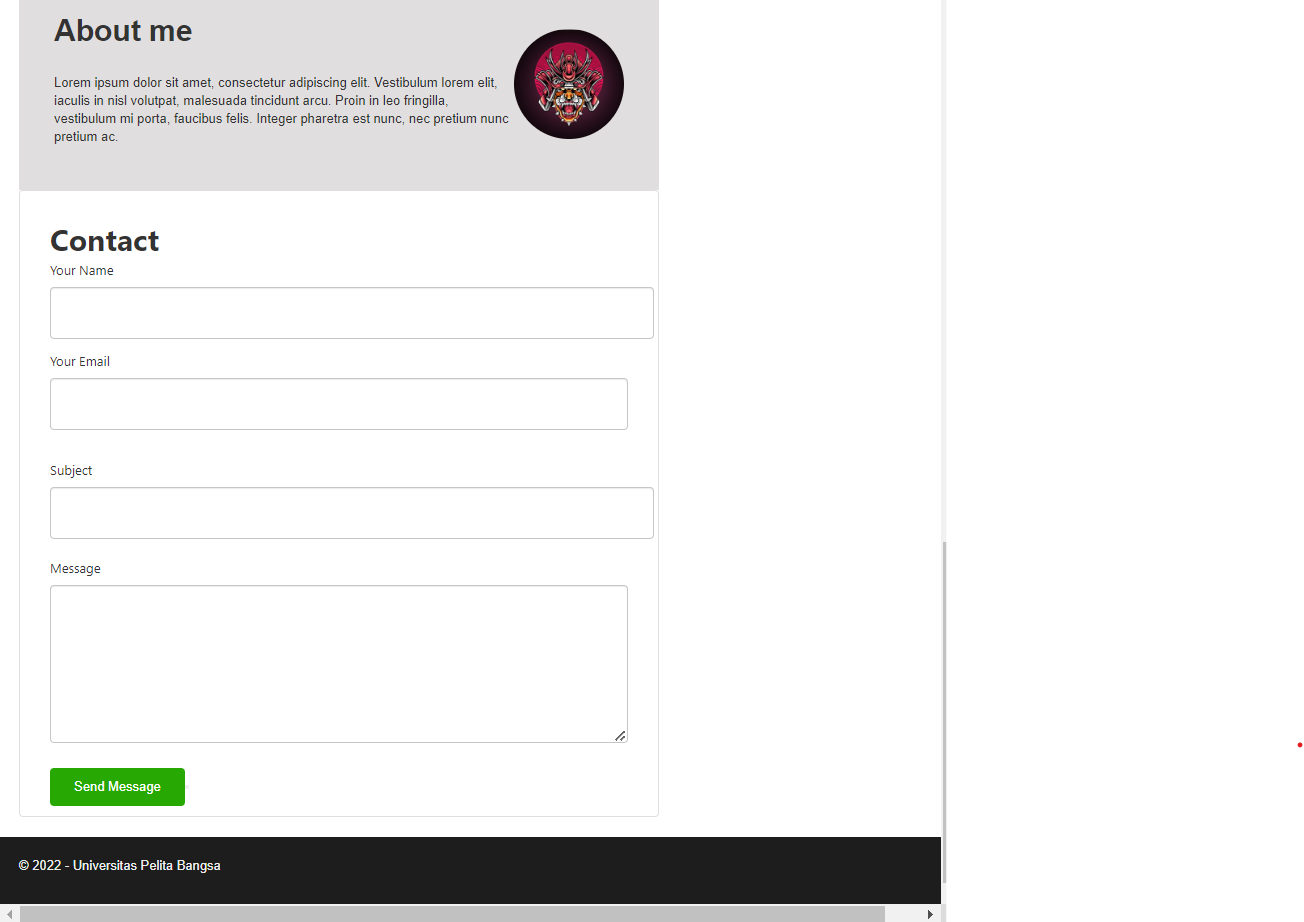 About me
Lorem ipsum dolor sit amet, consectetur adipiscing elit. Vestibulum lorem elit,
iaculis in nisl volutpat, malesuada tincidunt arcu. Proin in leo fringilla,
vestibulum mi porta, faucibus felis. Integer pharetra est nunc, nec pretium nunc
pretium ac.
Contact
Your Name
Your Email
Subject
Message
Send Message
© 2022 - Universitas Pelita Bangsa